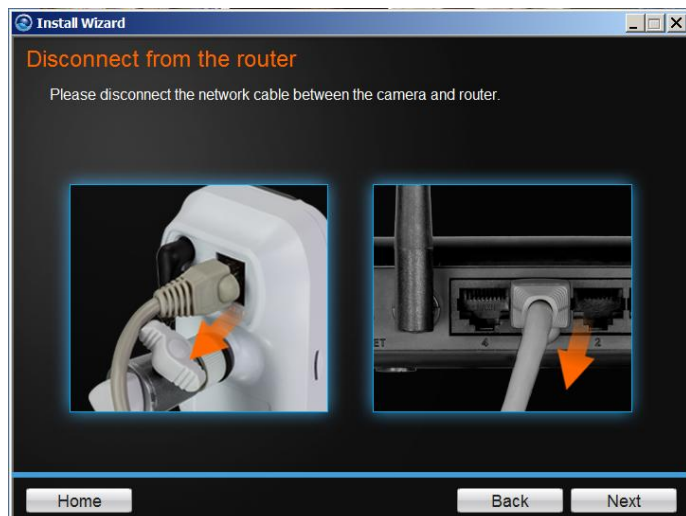 Install Wizard
Disconnect from the router
Please disconnect the network cable between the camera and router.
ET
4
2
Home
Back
Next